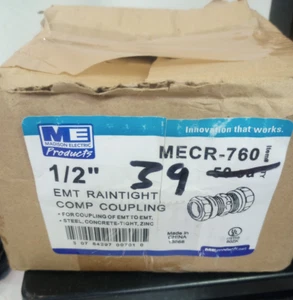 ME
MADISON ELECTRIC
Products
Innovation that works.
MECR-760
1/2"
39
EMT RAINTIGHT
COMP COUPLING
• FOR COUPLING OF EMT TO EMT.
• STEEL, CONCRETE-TIGHT, ZINC
Made in
CHINA